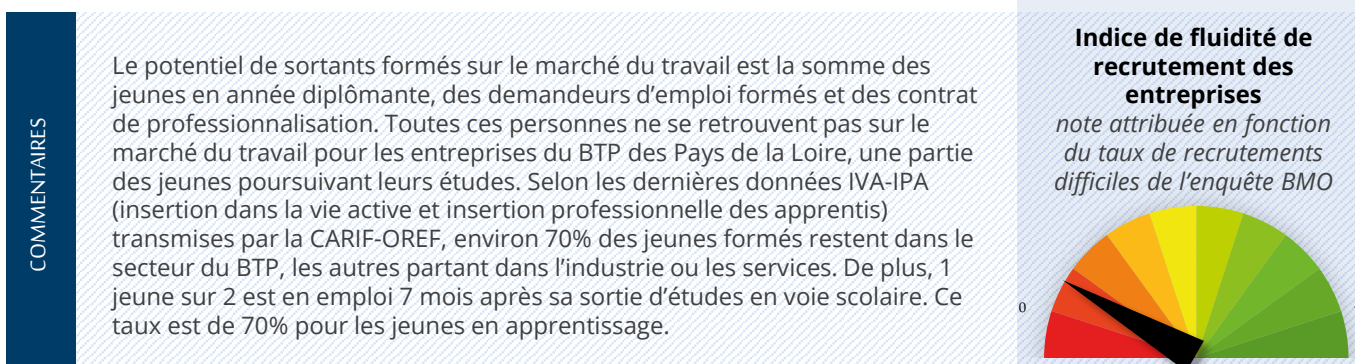 COMMENTAIRES
Le potentiel de sortants formés sur le marché du travail est la somme des
jeunes en année diplômante, des demandeurs d’emploi formés et des contrat
de professionnalisation. Toutes ces personnes ne se retrouvent pas sur le
marché du travail pour les entreprises du BTP des Pays de la Loire, une partie
des jeunes poursuivant leurs études. Selon les dernières données IVA-IPA
(insertion dans la vie active et insertion professionnelle des apprentis)
transmises par la CARIF-OREF, environ 70% des jeunes formés restent dans le
secteur du BTP, les autres partant dans l’industrie ou les services. De plus, 1
jeune sur 2 est en emploi 7 mois après sa sortie d’études en voie scolaire. Ce
taux est de 70% pour les jeunes en apprentissage.
Indice de fluidité de
recrutement des
entreprises
note attribuée en fonction
du taux de recrutements
difficiles de l’enquête BMO
0